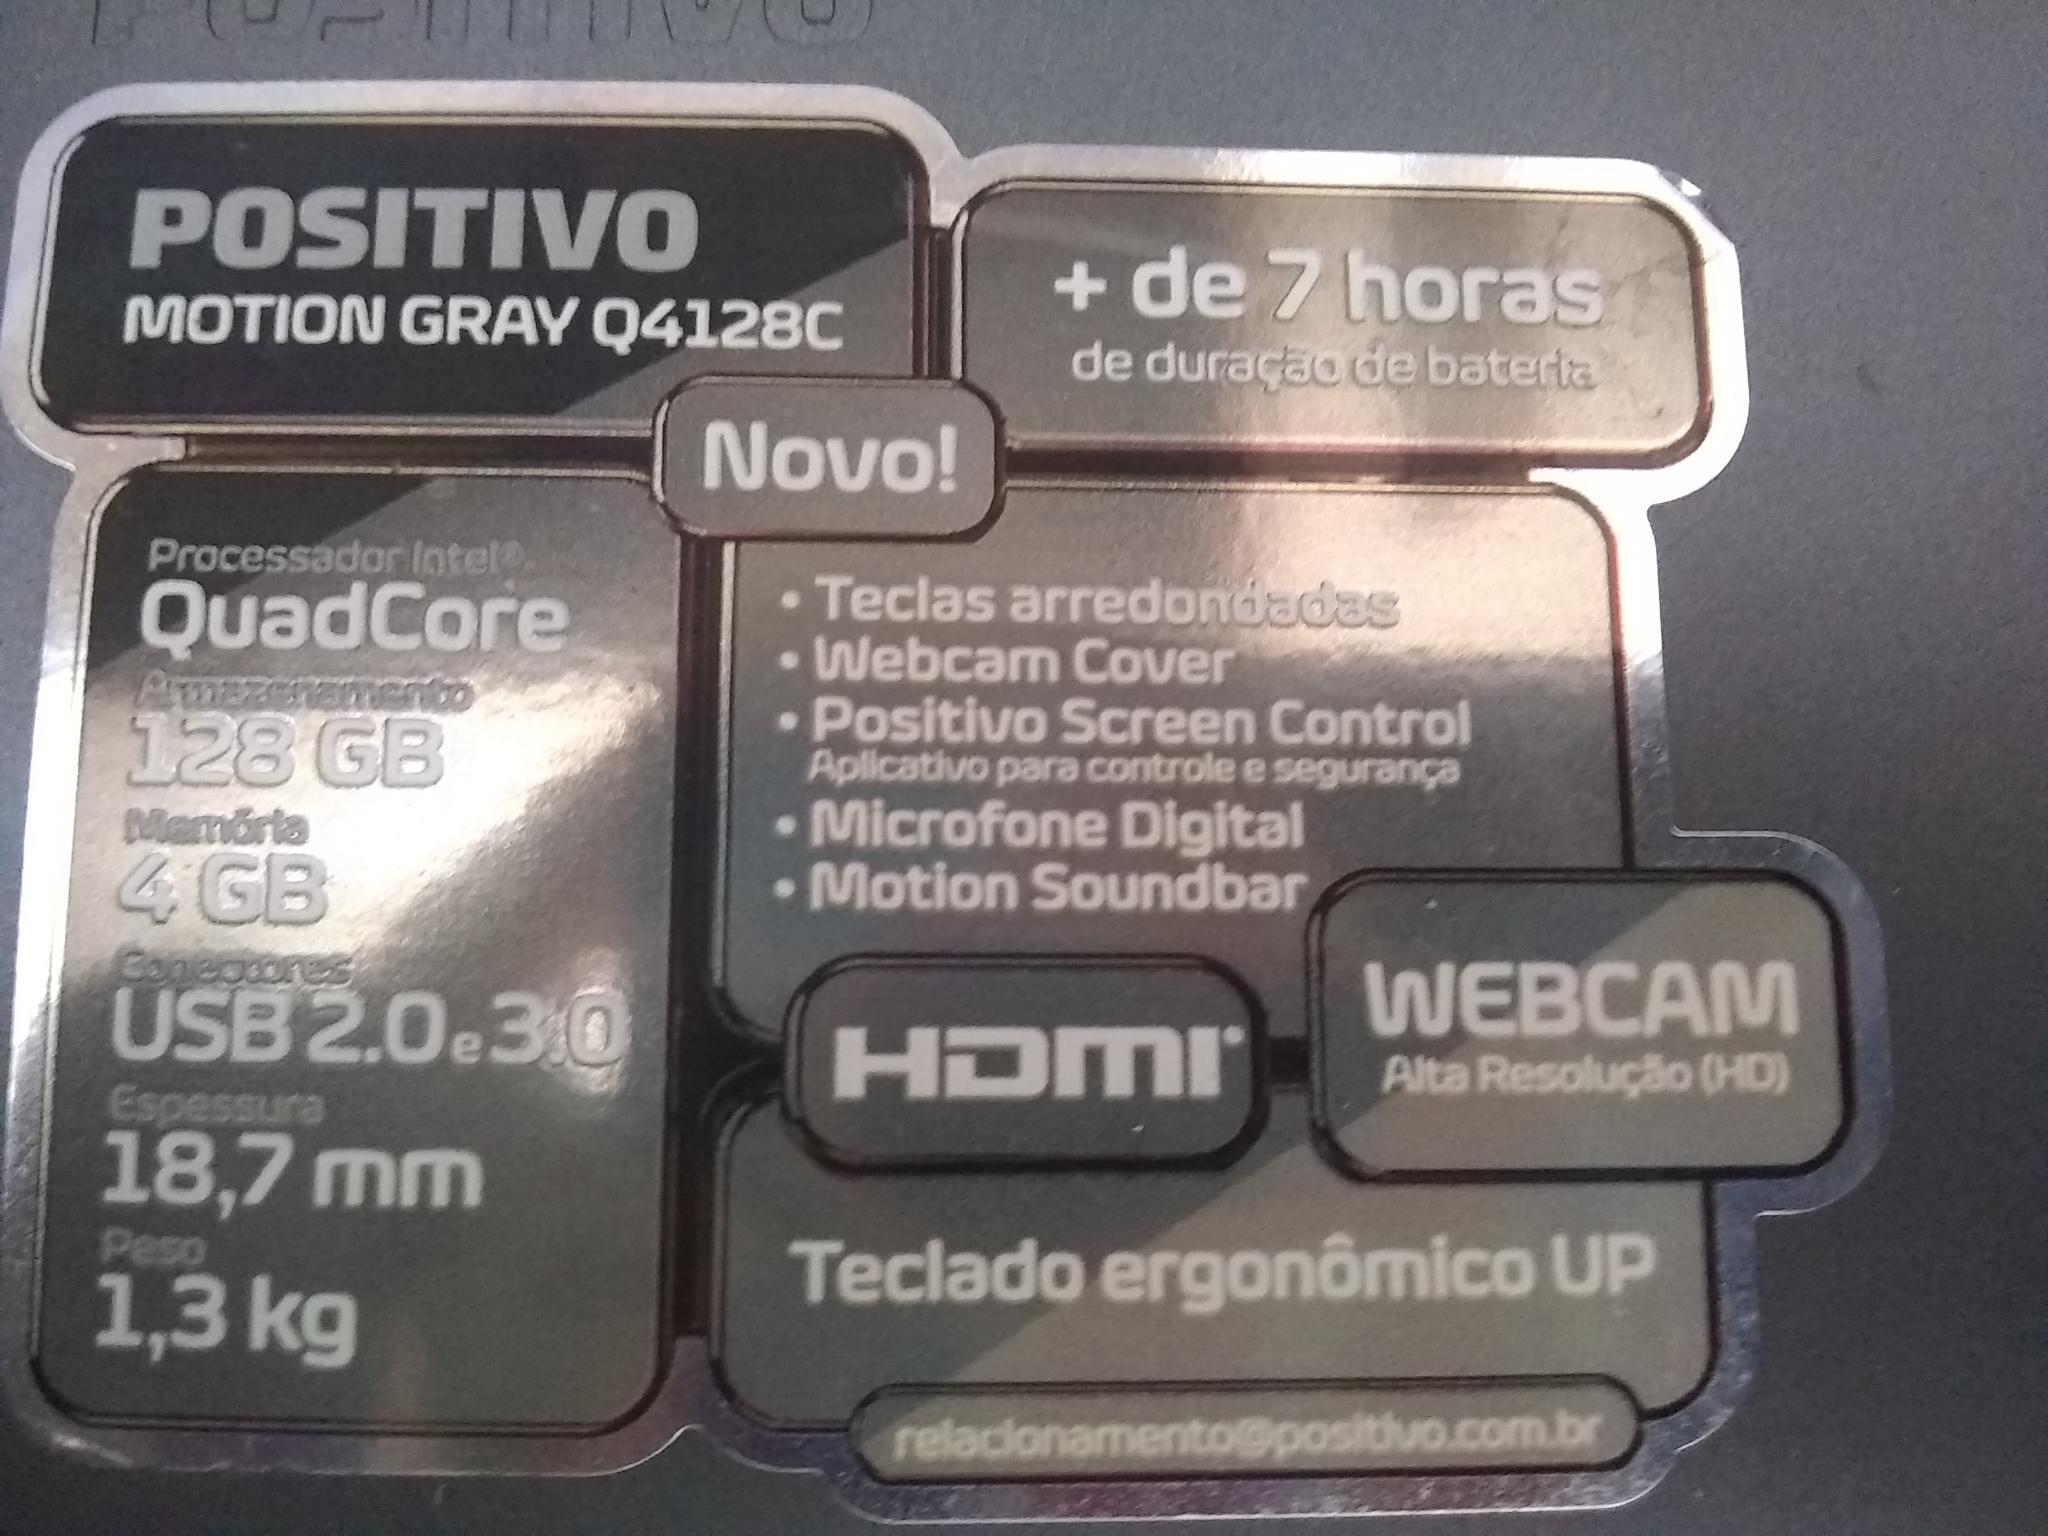 POSITIVO
POSITIVO
MOTION GRAY Q4128C
+ de 7 horas
de duração de bateria
Novo!
Processador Intel®
QuadCore
Armazenamento
128 GB
Memória
4 GB
Conectores
USB 2.0 e 3.0
Espessura
18,7 mm
Peso
1,3 kg
• Teclas arredondadas
• Webcam Cover
• Positivo Screen Control
Aplicativo para controle e segurança
• Microfone Digital
• Motion Soundbar
HDMI
WEBCAM
Alta Resolução (HD)
Teclado ergonômico UP
relacionamento@positivo.com.br